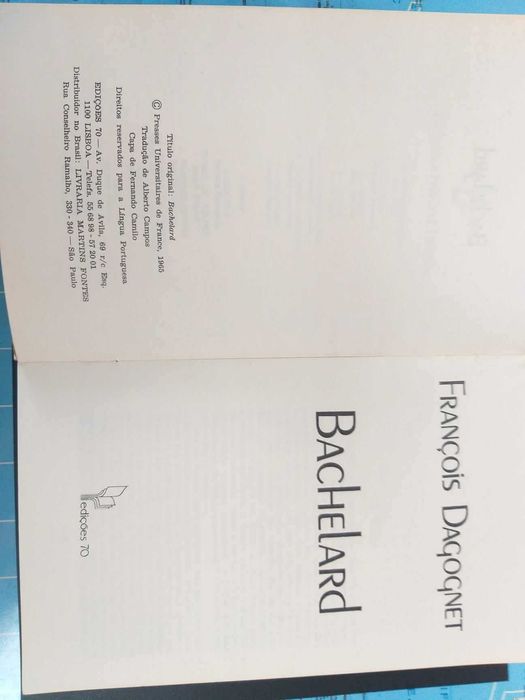 Título original: Bachelard
© Presses Universitaires de France, 1965
Tradução de Alberto Campos
Capa de Fernando Camilo
Direitos reservados para a Língua Portuguesa
EDIÇÕES 70 — Av. Duque de Ávila, 69 r/c Esq.
1100 LISBOA — Telefs. 55 68 98 - 57 20 01
Distribuidor no Brasil: LIVRARIA MARTINS FONTES
Rua Conselheiro Ramalho, 330 - 340 — São Paulo
FRANÇOIS DAGOGNET
BACHELARD
edições 70